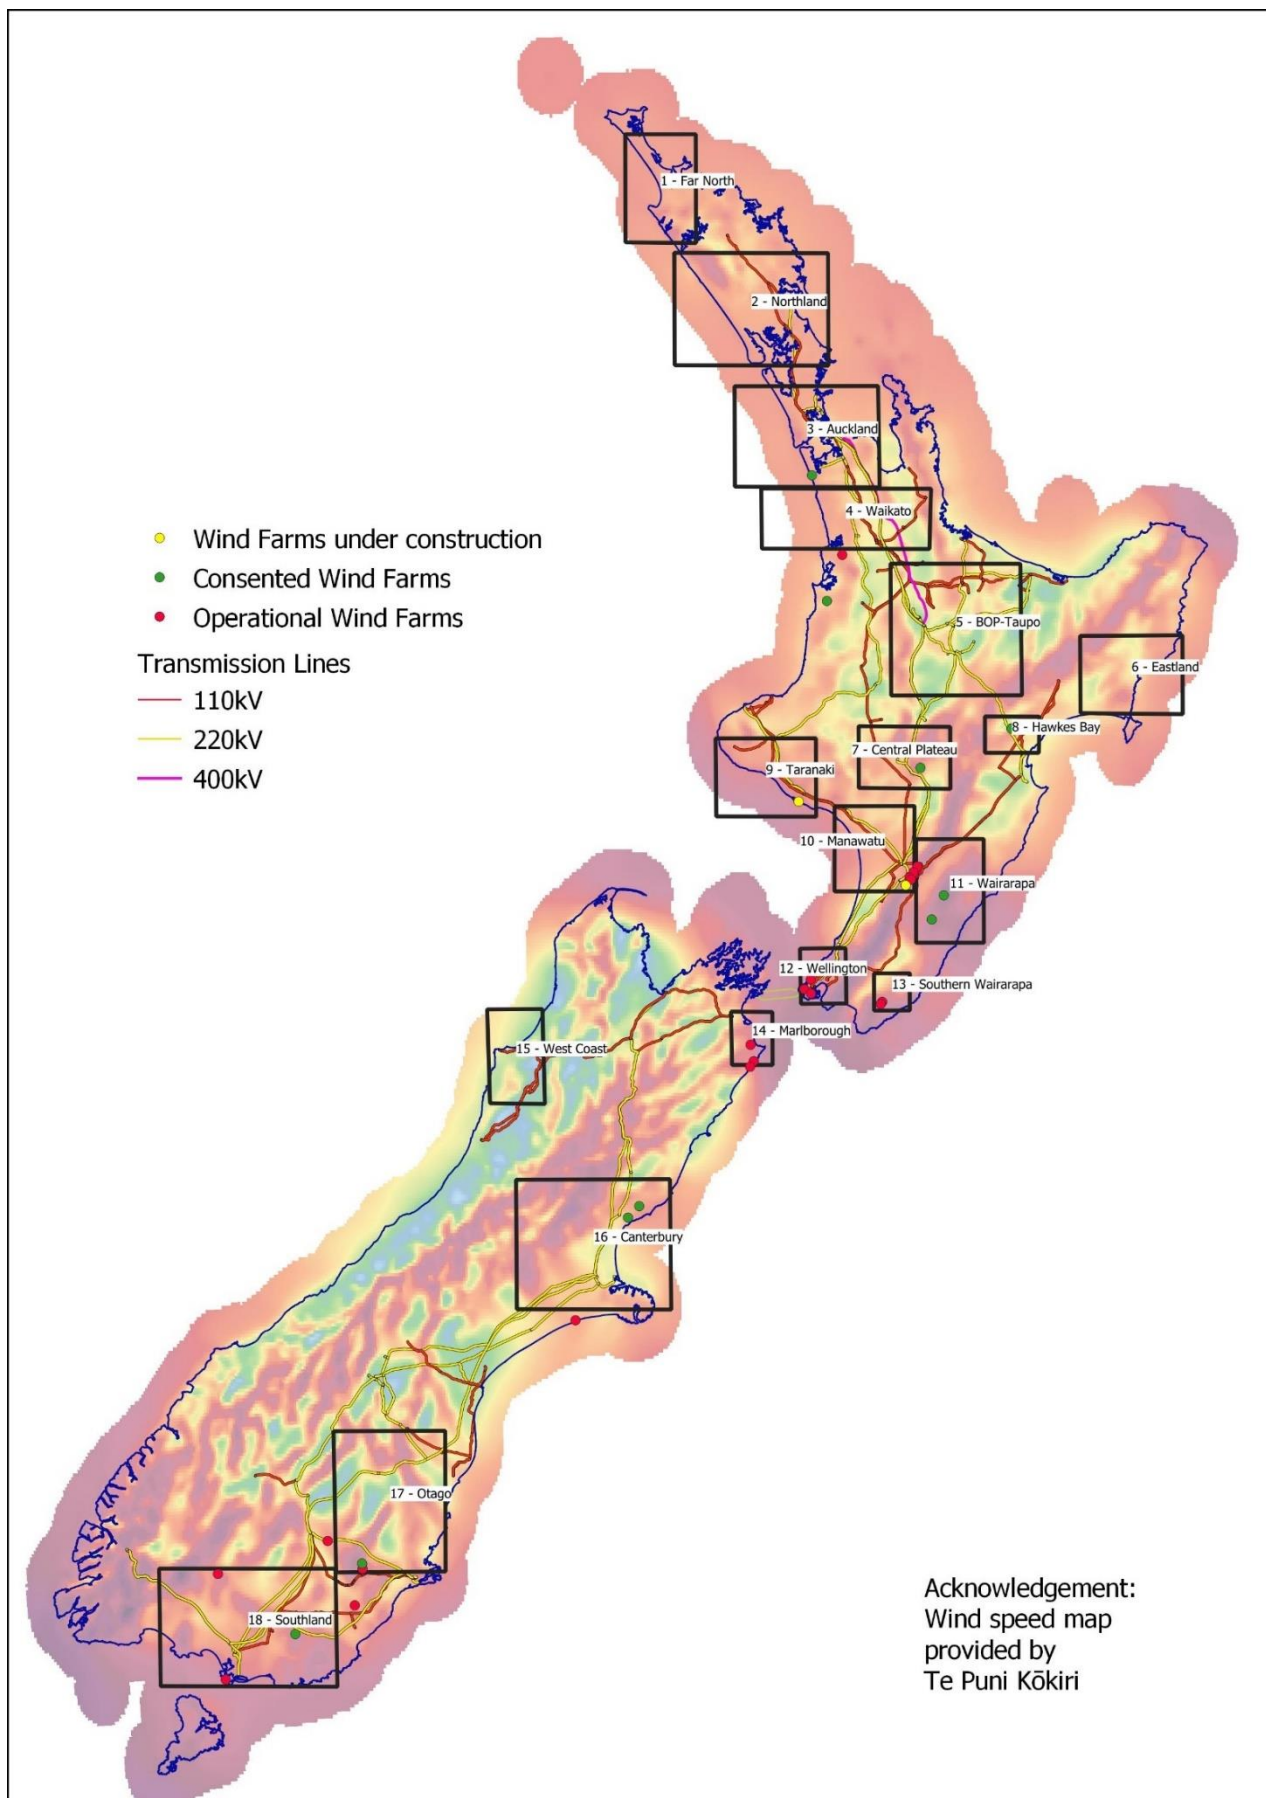 1 - Far North
2 - Northland
3 - Auckland
4 - Waikato
Wind Farms under construction
Consented Wind Farms
Operational Wind Farms
Transmission Lines
110kV
220kV
400kV
5 - BOP-Taupo
6 - Eastland
8 - Hawkes Bay
7 - Central Plateau
9 - Taranaki
10 - Manawatu
11 - Wairarapa
12 - Wellington
13 - Southern Wairarapa
14 - Marlborough
15 - West Coast
16 - Canterbury
17 - Otago
18 - Southland
Acknowledgement:
Wind speed map
provided by
Te Puni Kōkiri